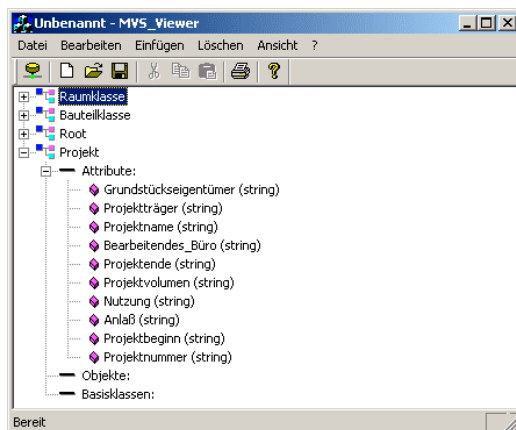 Unbenannt - MVS_Viewer
Datei Bearbeiten Einfügen Löschen Ansicht ?
Raumklasse
Bauteilklasse
Root
Projekt
Attribute:
Grundstückseigentümer (string)
Projektträger (string)
Projektname (string)
Bearbeitendes_Büro (string)
Projektende (string)
Projektvolumen (string)
Nutzung (string)
Anlaß (string)
Projektbeginn (string)
Projektnummer (string)
Objekte:
Basisklassen:
Bereit